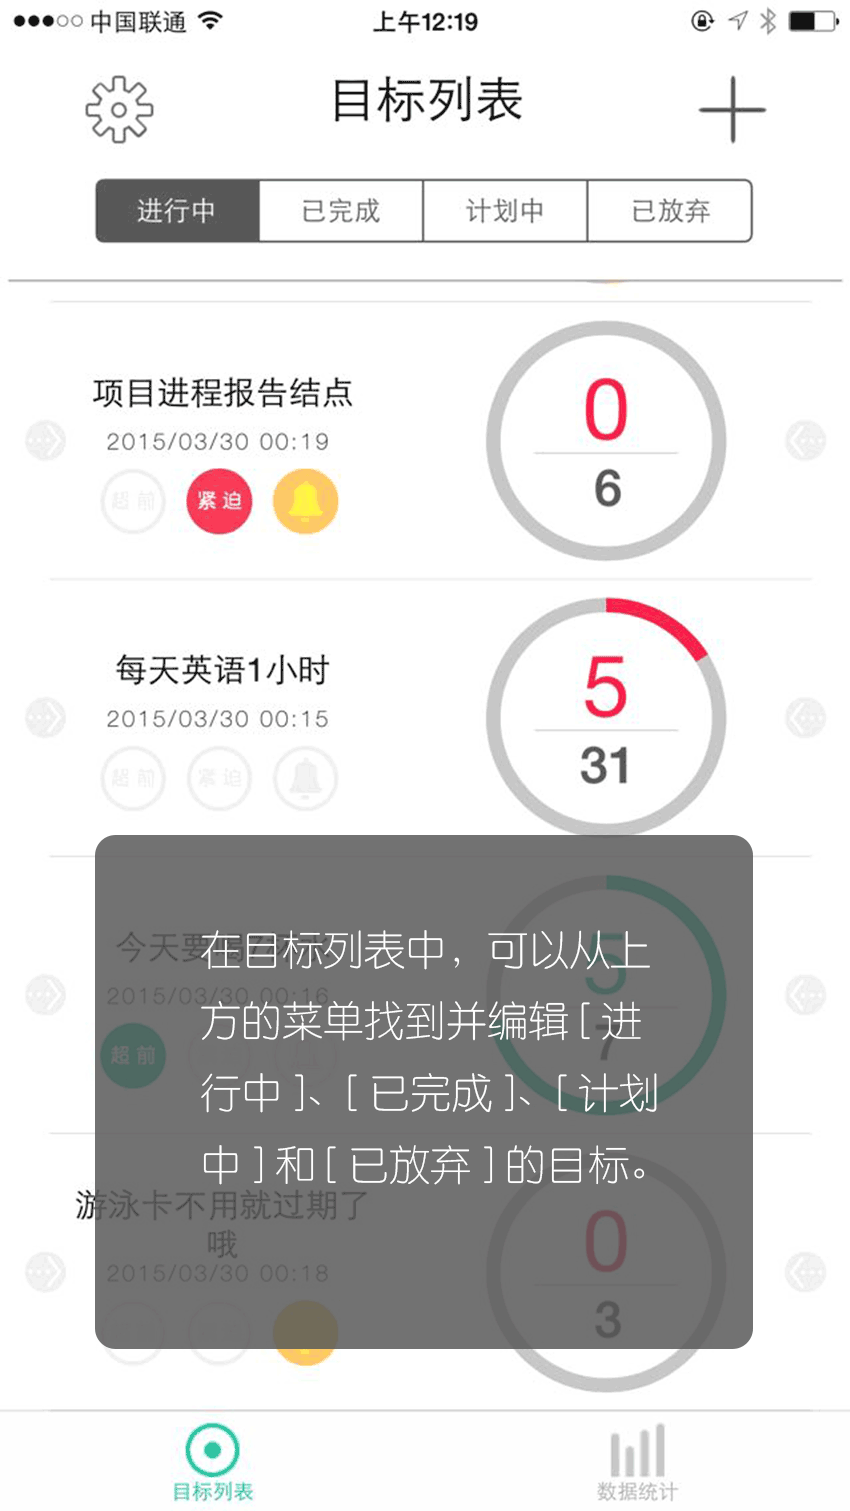 中国联通
上午12:19
目标列表
进行中
已完成
计划中
已放弃
项目进程报告结点
2015/03/30 00:19
超前
紧迫
0
6
每天英语1小时
2015/03/30 00:15
超前
紧迫
5
31
今天要喝7杯水
2015/03/30 00:16
超前
5
7
在目标列表中，可以从上
方的菜单找到并编辑[进
行中]、[已完成]、[计划
中]和[已放弃]的目标。
游泳卡不用就过期了
哦
2015/03/30 00:18
0
3
目标列表
数据统计